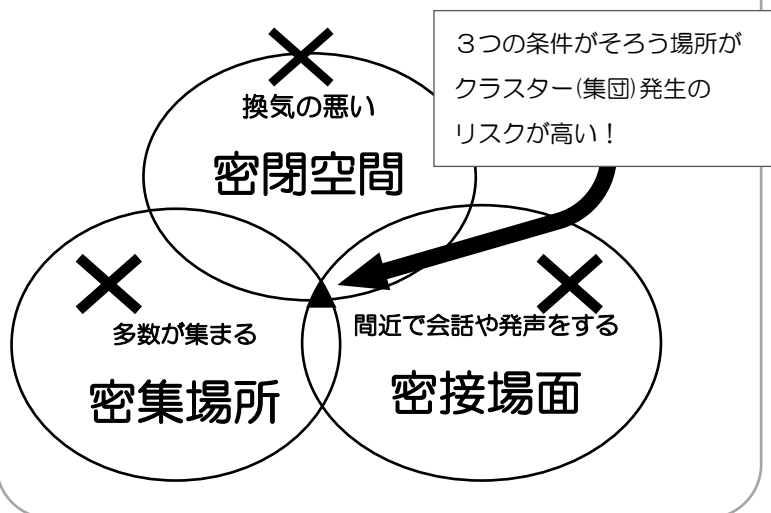 ３つの条件がそろう場所が
クラスター(集団)発生の
リスクが高い！
換気の悪い
密閉空間
多数が集まる
密集場所
間近で会話や発声をする
密接場面